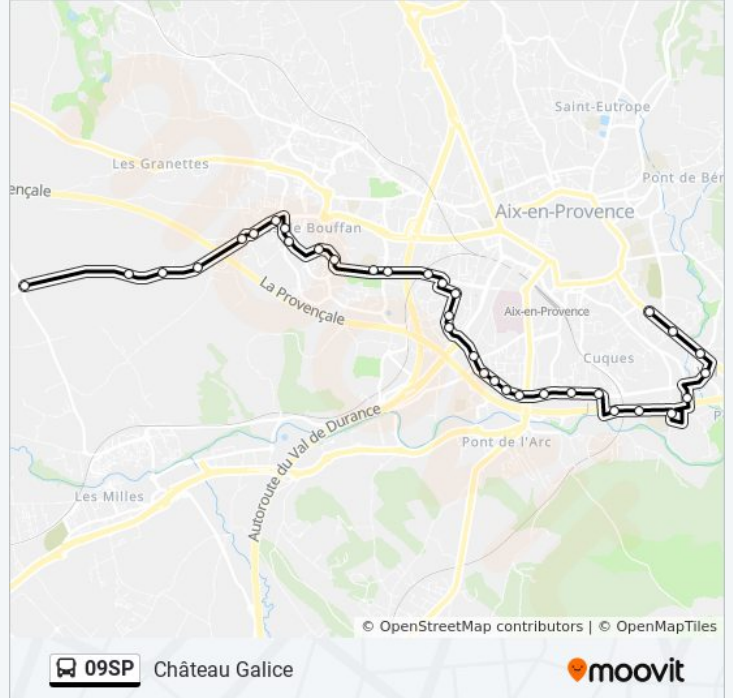 Saint-Eutrope
Les Granettes
Pont de Bér
ençale
Aix-en-Provence
e Bouffan
La Provençale
Aix-en-Provence
Cuques
Autoroute du Val de Durance
P
Pont de l'Arc
Les Milles
© OpenStreetMap contributors | © OpenMapTiles
09SP Château Galice
moovit